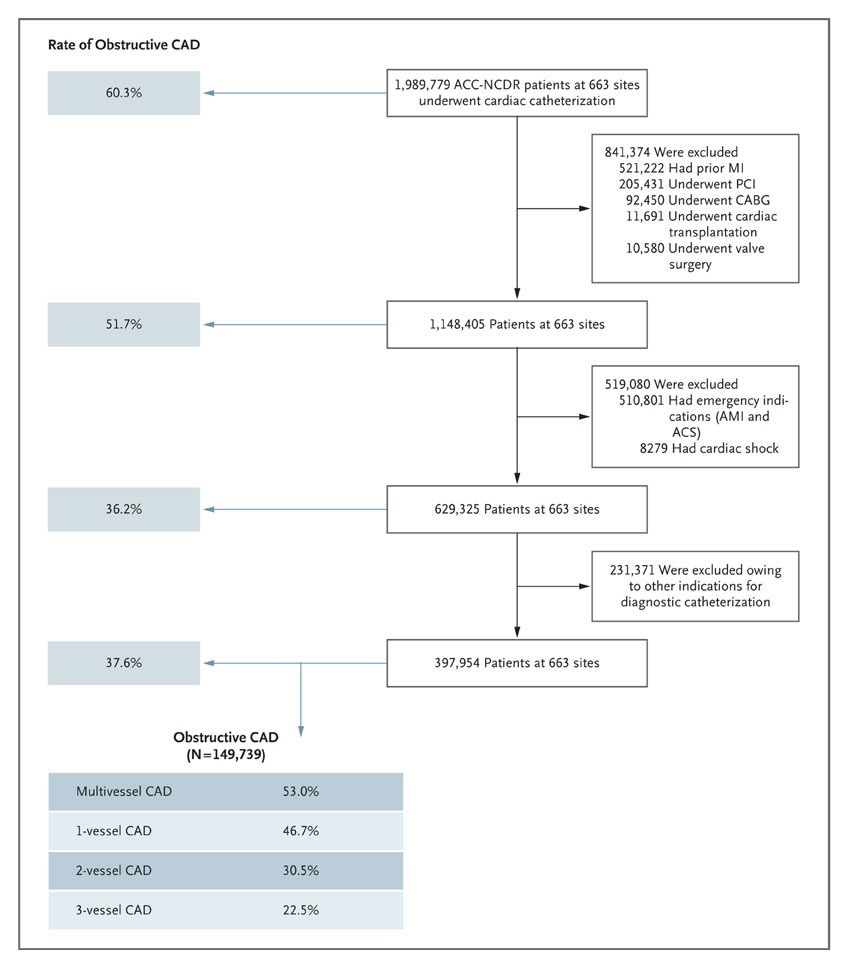 Rate of Obstructive CAD
60.3%
1,989,779 ACC-NCDR patients at 663 sites
underwent cardiac catheterization
841,374 Were excluded
521,222 Had prior MI
205,431 Underwent PCI
92,450 Underwent CABG
11,691 Underwent cardiac
transplantation
10,580 Underwent valve
surgery
51.7%
1,148,405 Patients at 663 sites
519,080 Were excluded
510,801 Had emergency indi-
cations (AMI and
ACS)
8279 Had cardiac shock
36.2%
629,325 Patients at 663 sites
231,371 Were excluded owing
to other indications for
diagnostic catheterization
37.6%
397,954 Patients at 663 sites
Obstructive CAD
(N=149,739)
Multivessel CAD 53.0%
1-vessel CAD 46.7%
2-vessel CAD 30.5%
3-vessel CAD 22.5%